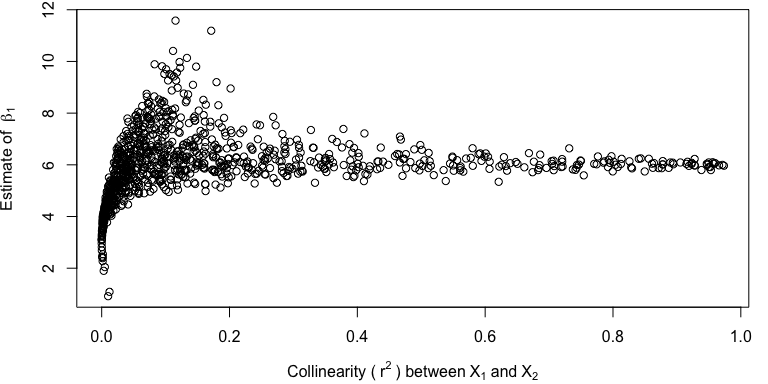 12
10
8
6
4
2
Estimate of β₁
0.0 0.2 0.4 0.6 0.8 1.0
Collinearity ( r² ) between X₁ and X₂